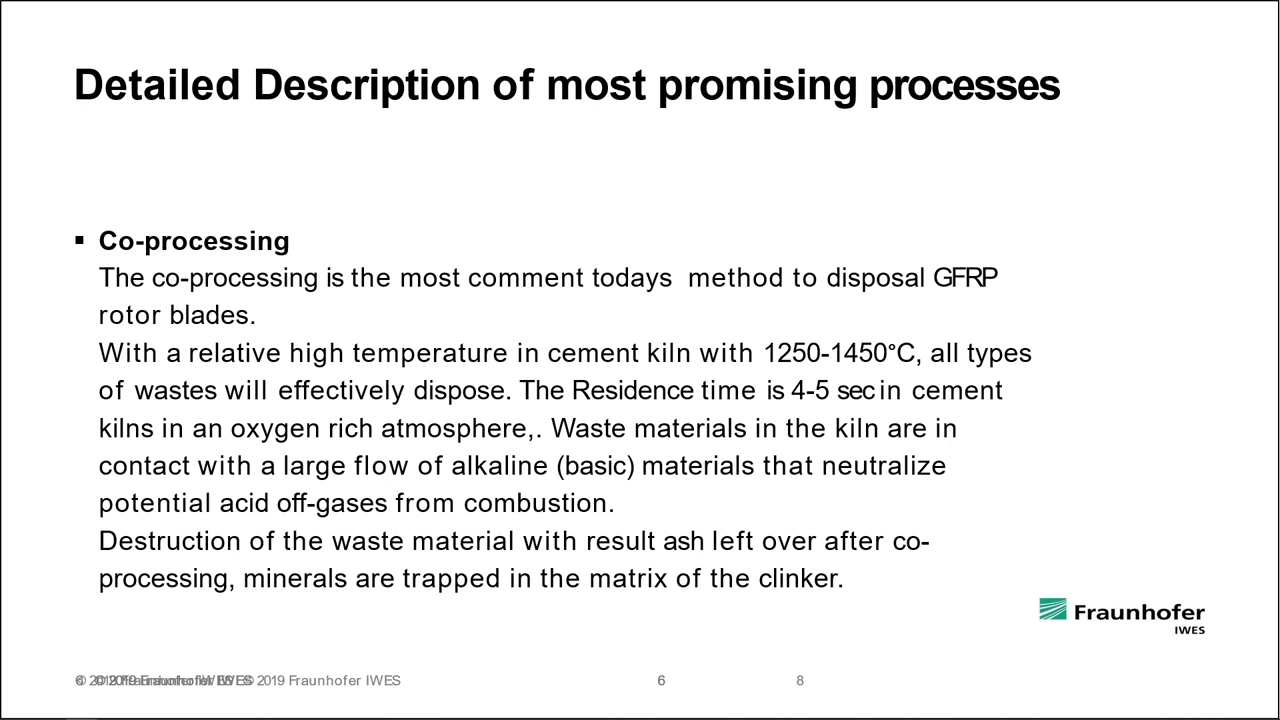 Detailed Description of most promising processes
▪ Co-processing
The co-processing is the most comment todays method to disposal GFRP
rotor blades.
With a relative high temperature in cement kiln with 1250-1450°C, all types
of wastes will effectively dispose. The Residence time is 4-5 sec in cement
kilns in an oxygen rich atmosphere,. Waste materials in the kiln are in
contact with a large flow of alkaline (basic) materials that neutralize
potential acid off-gases from combustion.
Destruction of the waste material with result ash left over after co-
processing, minerals are trapped in the matrix of the clinker.
Fraunhofer
IWES
© 2019 Fraunhofer IWES 6 8